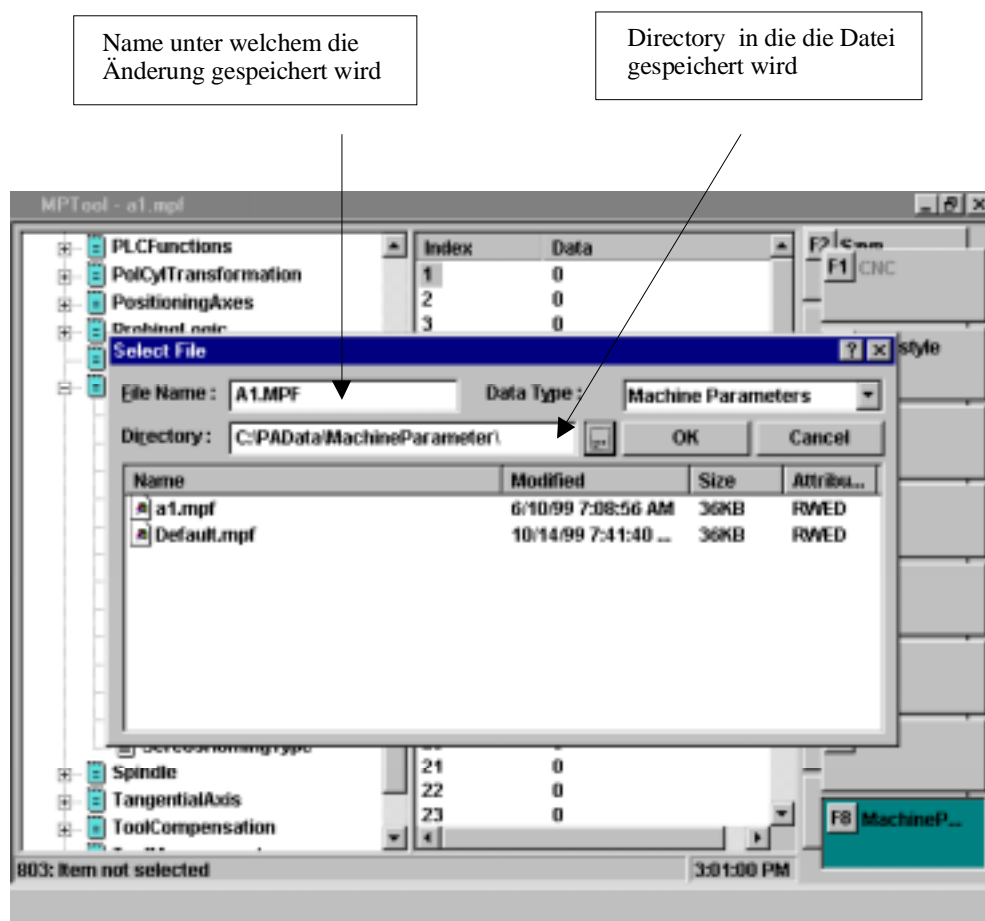 Name unter welchem die
Änderung gespeichert wird
Directory in die die Datei
gespeichert wird
MPTool - a1.mpf
PLCFunctions
PolCylTransformation
PositioningAxes
ProbingLogic
Index Data
1 0
2 0
3 0
F2
F1 CNC
style
Select File
File Name : A1.MPF
Data Type : Machine Parameters
Directory : C:\PAData\MachineParameter\
OK
Cancel
Name Modified Size Attribu...
a1.mpf 6/10/99 7:08:56 AM 36KB RWED
Default.mpf 10/14/99 7:41:40 ... 36KB RWED
Spindle
TangentialAxis
ToolCompensation
21 0
22 0
23 0
F8 MachineP...
803: Item not selected
3:01:00 PM